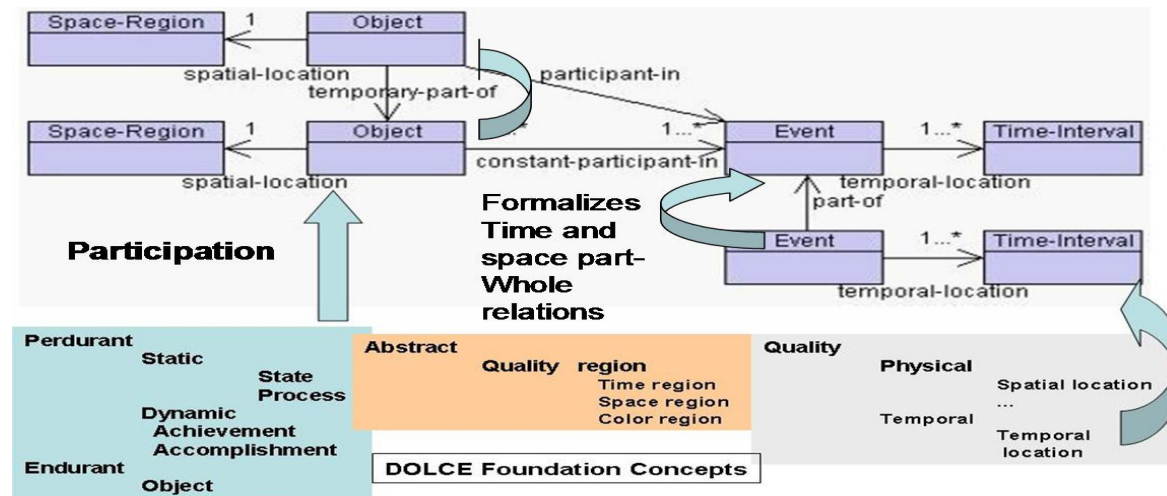 Space-Region 1 Object
spatial-location
participant-in
temporary-part-of
Space-Region 1 Object ...* 1...* Event 1...* Time-Interval
constant-participant-in
spatial-location
temporal-location
part-of
Formalizes
Time and
space part-
Whole
relations
Participation
Event 1...* Time-Interval
temporal-location
Perdurant
Static
State
Process
Dynamic
Achievement
Accomplishment
Endurant
Object
Abstract
Quality region
Time region
Space region
Color region
Quality
Physical
Spatial location
...
Temporal
Temporal
location
DOLCE Foundation Concepts